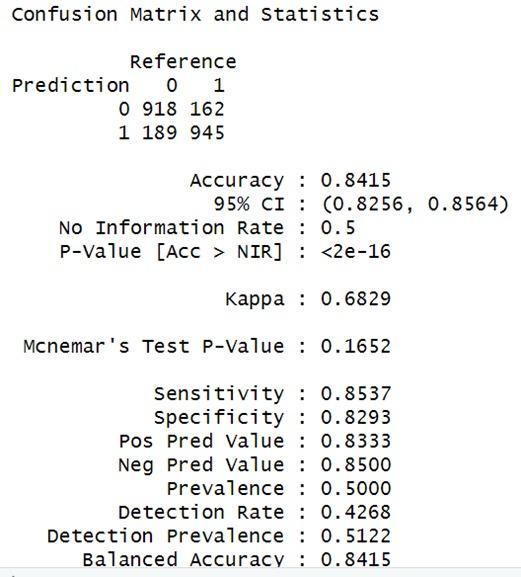 Confusion Matrix and Statistics
Reference
Prediction 0 1
0 918 162
1 189 945
Accuracy : 0.8415
95% CI : (0.8256, 0.8564)
No Information Rate : 0.5
P-Value [Acc > NIR] : <2e-16
Kappa : 0.6829
Mcnemar's Test P-Value : 0.1652
Sensitivity : 0.8537
Specificity : 0.8293
Pos Pred Value : 0.8333
Neg Pred Value : 0.8500
Prevalence : 0.5000
Detection Rate : 0.4268
Detection Prevalence : 0.5122
Balanced Accuracy : 0.8415